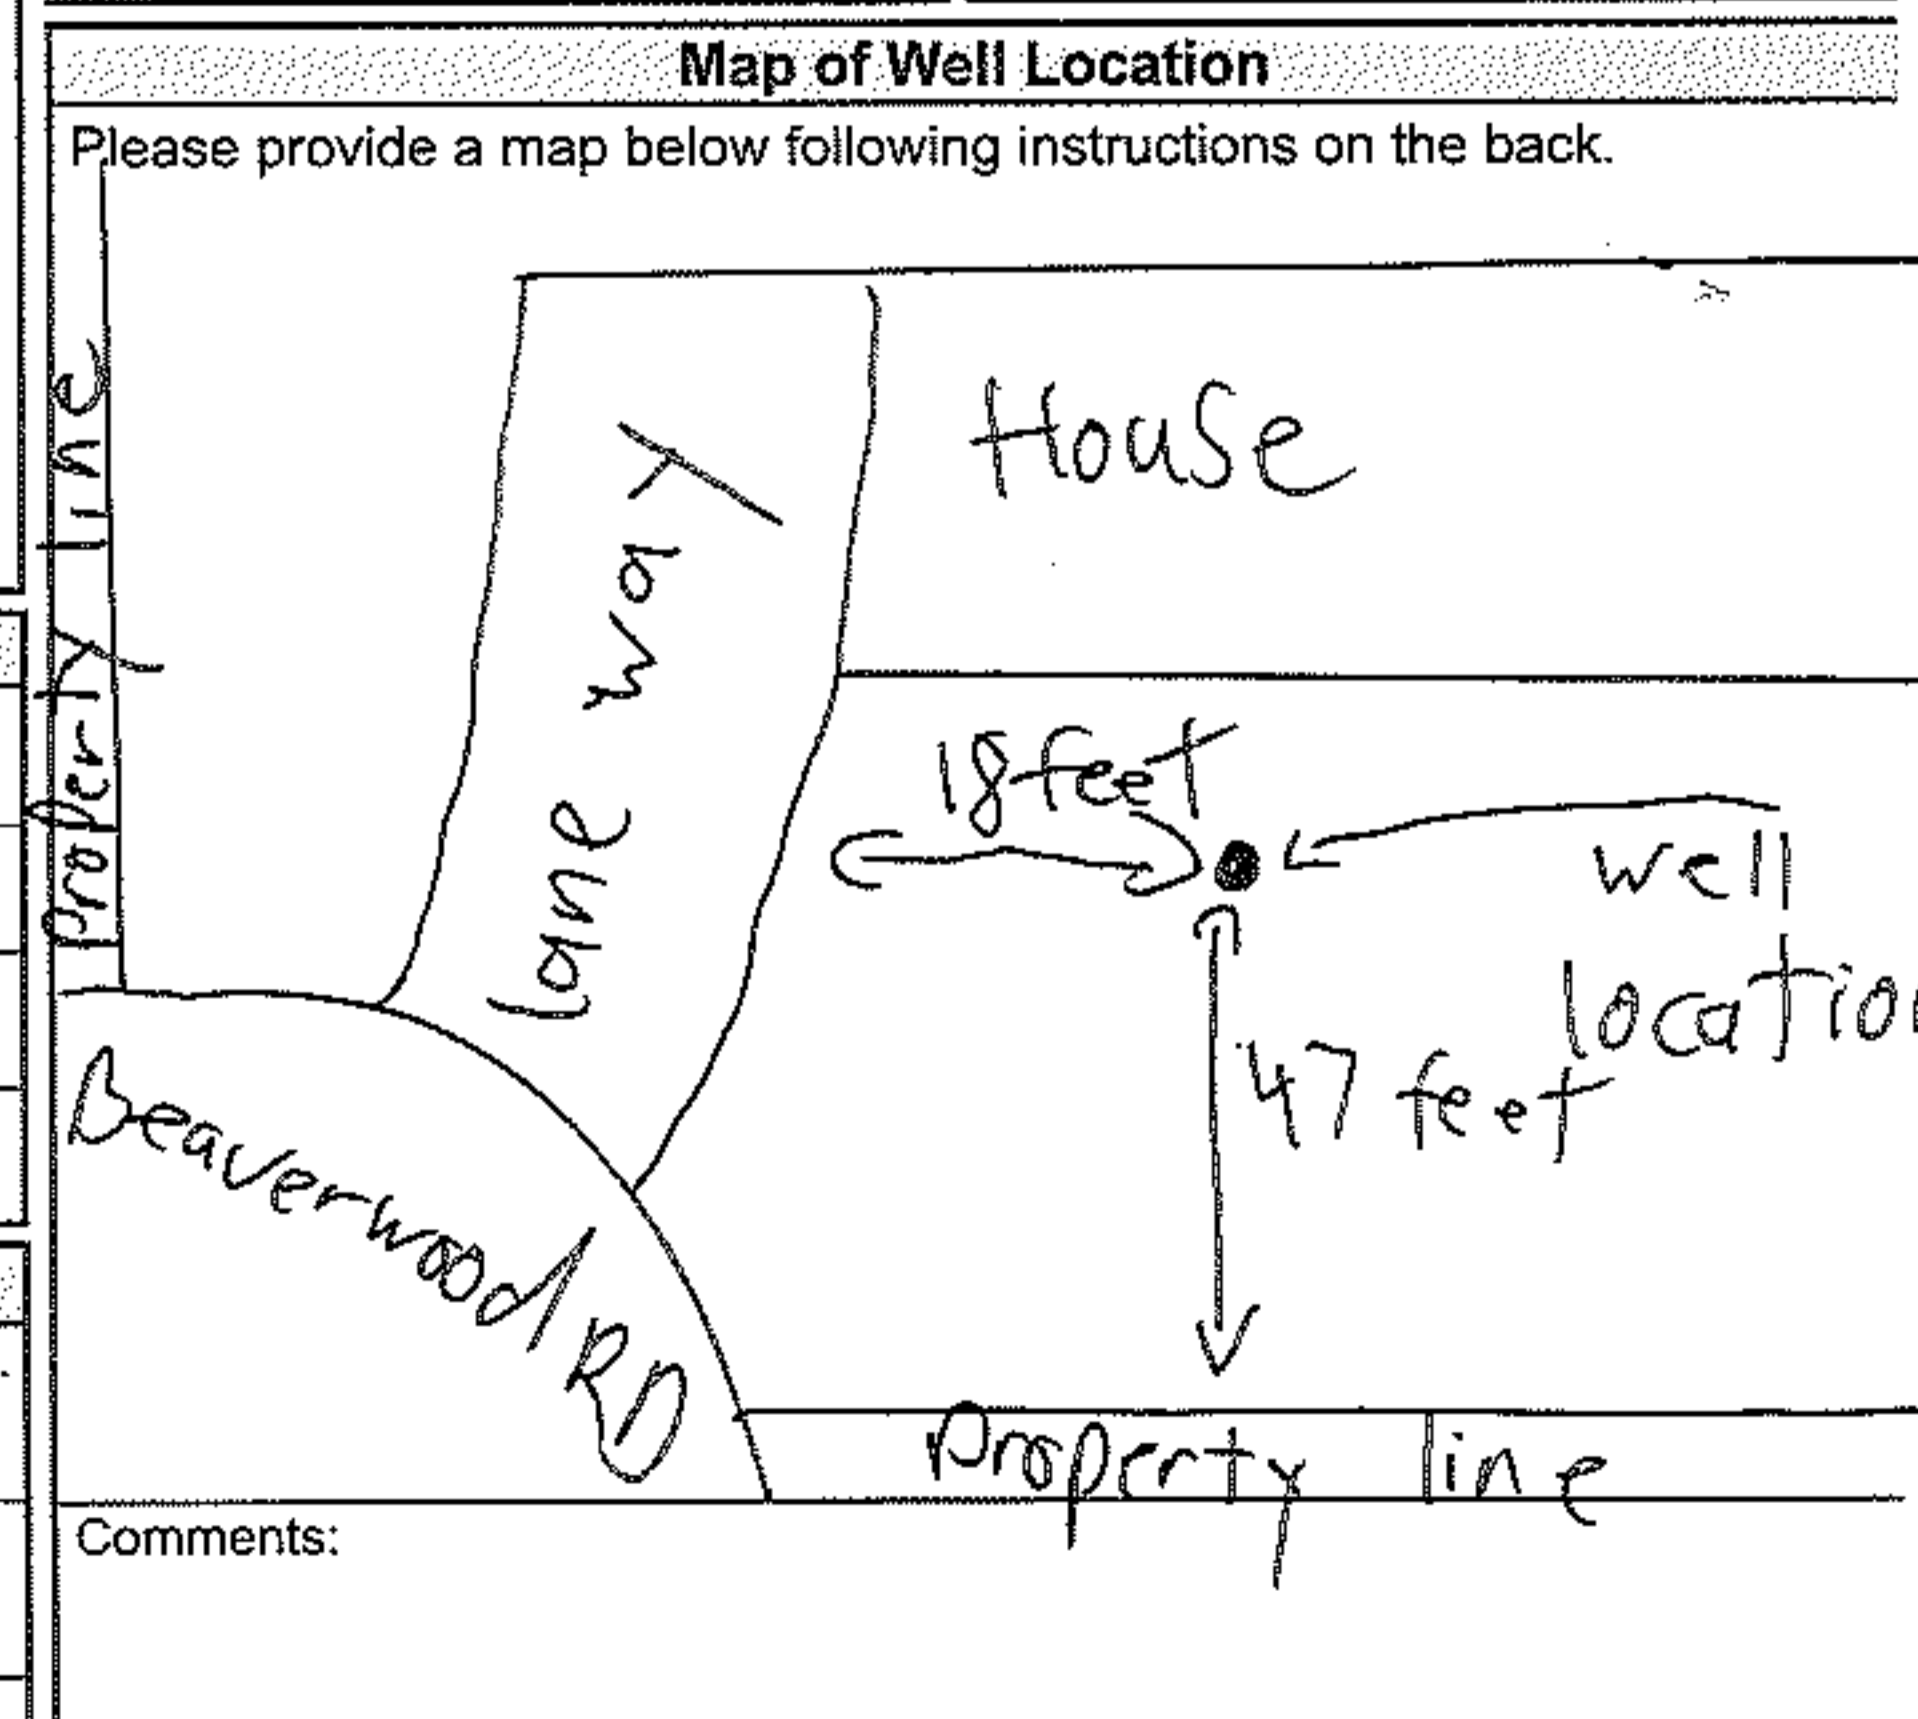 Map of Well Location
Please provide a map below following instructions on the back.
House
Property line
Lane way
18 feet
well
location
47 feet
Beaverwood RD
Property line
Comments: